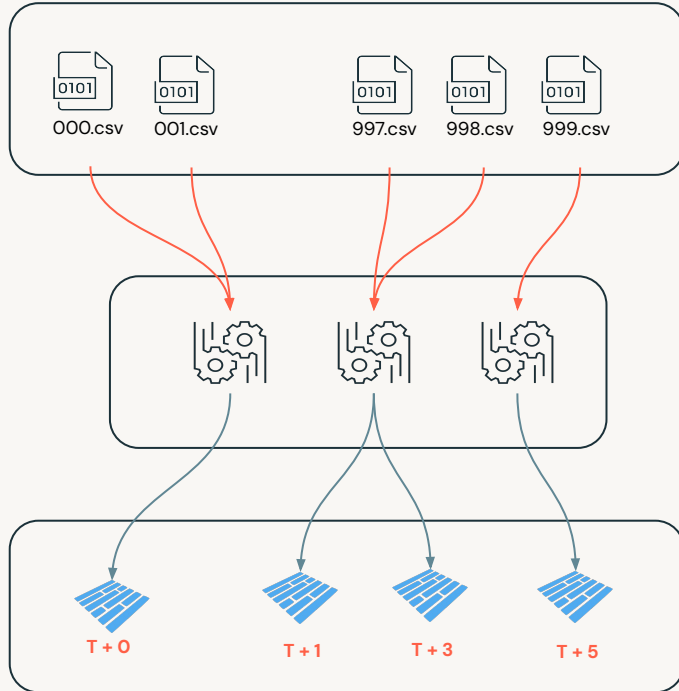 0101
0101
0101
0101
0101
000.csv
001.csv
997.csv
998.csv
999.csv
T + 0
T + 1
T + 3
T + 5